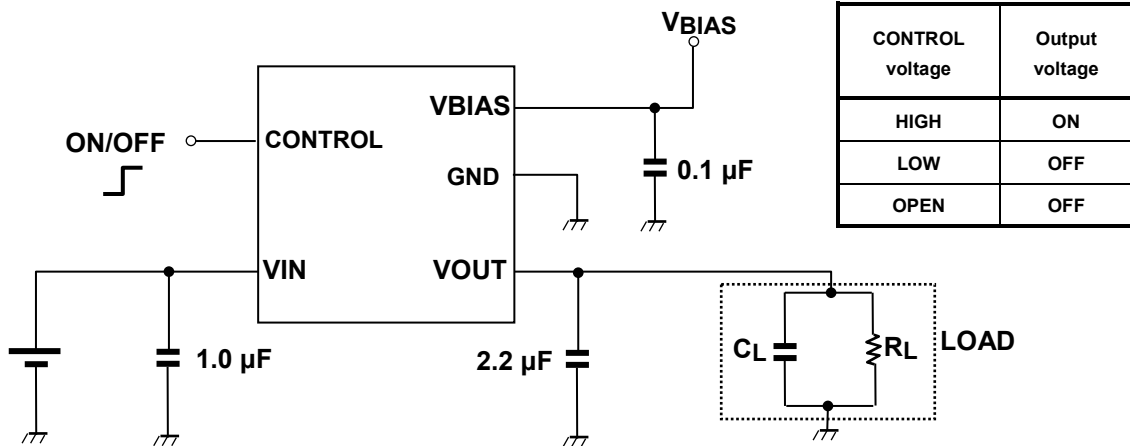 VBIAS
CONTROL voltage
Output voltage
HIGH
ON
LOW
OFF
OPEN
OFF
ON/OFF
CONTROL
VBIAS
GND
0.1 µF
VIN
VOUT
1.0 µF
2.2 µF
CL
RL
LOAD